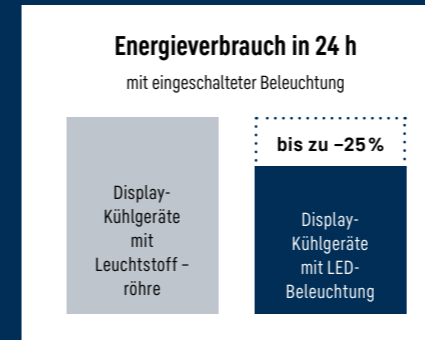 Energieverbrauch in 24 h
mit eingeschalteter Beleuchtung
Display-
Kühlgeräte
mit
Leuchtstoff –
röhre
bis zu –25 %
Display-
Kühlgeräte
mit LED-
Beleuchtung